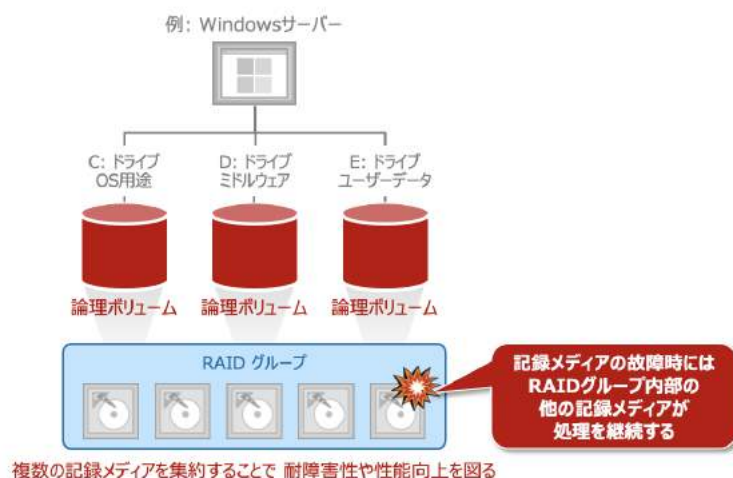 例: Windowsサーバー
C: ドライブ
OS用途
D: ドライブ
ミドルウェア
E: ドライブ
ユーザーデータ
論理ボリューム
論理ボリューム
論理ボリューム
RAID グループ
記録メディアの故障時には
RAIDグループ内部の
他の記録メディアが
処理を継続する
複数の記録メディアを集約することで 耐障害性や性能向上を図る